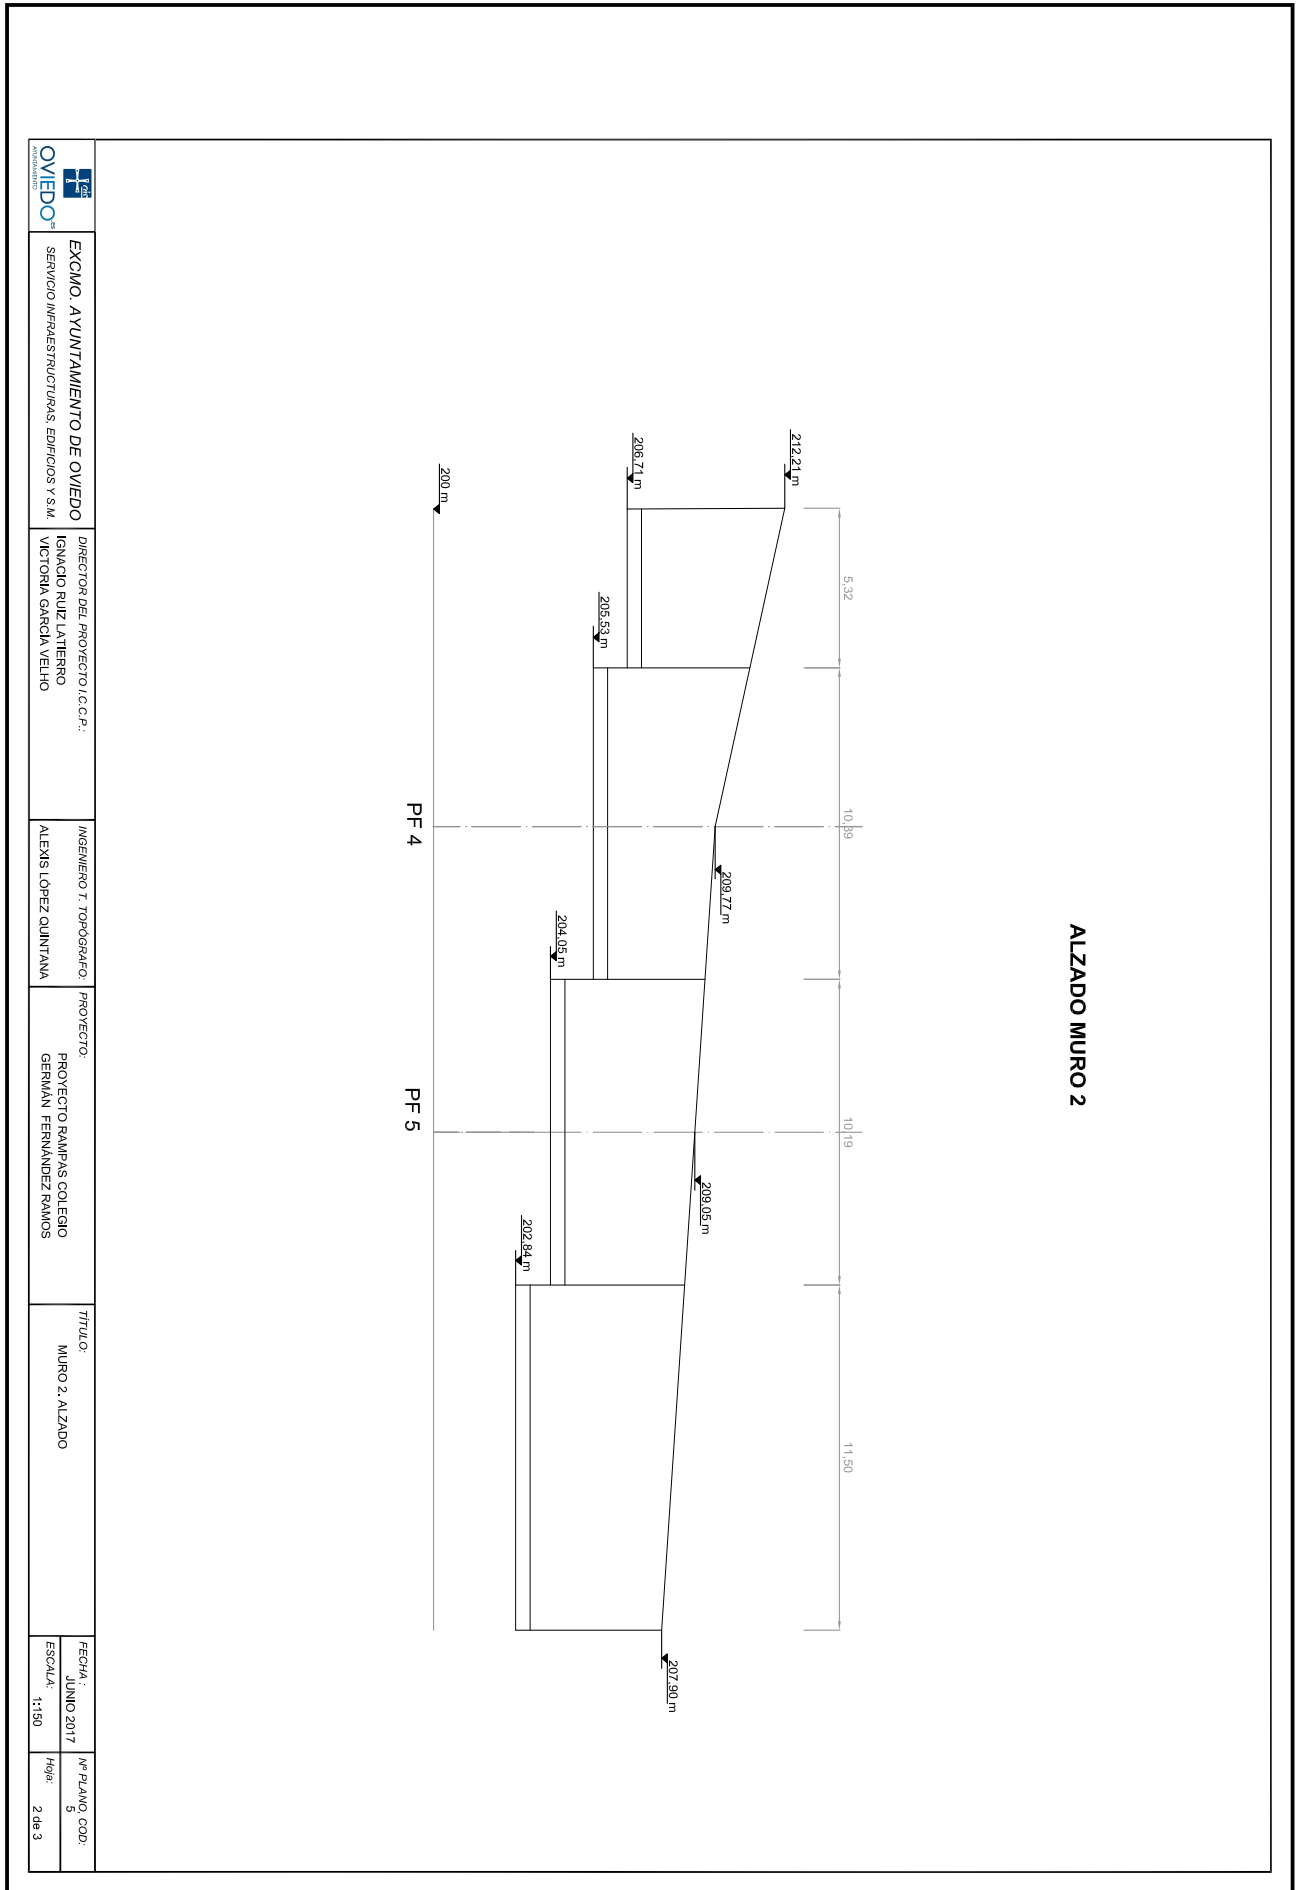 ALZADO MURO 2
5,32
10,39
10,19
11,50
212,21 m
206,71 m
205,53 m
209,77 m
204,05 m
209,05 m
202,84 m
207,90 m
200 m
PF 4
PF 5
OVIEDO.es
AYUNTAMIENTO
EXCMO. AYUNTAMIENTO DE OVIEDO
SERVICIO INFRAESTRUCTURAS, EDIFICIOS Y S.M.
DIRECTOR DEL PROYECTO I.C.C.P.:
IGNACIO RUIZ LATIERRO
VICTORIA GARCÍA VELHO
INGENIERO T. TOPÓGRAFO:
ALEXIS LÓPEZ QUINTANA
PROYECTO:
PROYECTO RAMPAS COLEGIO
GERMÁN FERNÁNDEZ RAMOS
TÍTULO:
MURO 2. ALZADO
FECHA :
JUNIO 2017
ESCALA:
1:150
Nº PLANO, COD:
5
Hoja:
2 de 3